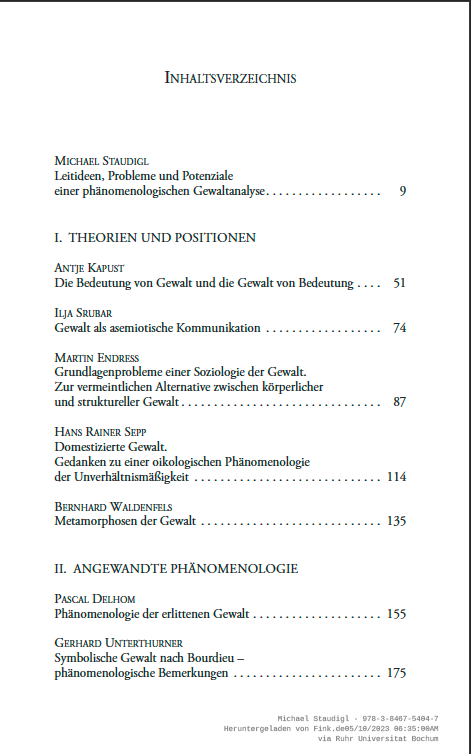 INHALTSVERZEICHNIS
MICHAEL STAUDIGL
Leitideen, Probleme und Potenziale
einer phänomenologischen Gewaltanalyse. . . . . . . . . . . . . . . . . . 9
I. THEORIEN UND POSITIONEN
ANTJE KAPUST
Die Bedeutung von Gewalt und die Gewalt von Bedeutung . . . . 51
ILJA SRUBAR
Gewalt als asemiotische Kommunikation . . . . . . . . . . . . . . . . . . 74
MARTIN ENDRESS
Grundlagenprobleme einer Soziologie der Gewalt.
Zur vermeintlichen Alternative zwischen körperlicher
und struktureller Gewalt . . . . . . . . . . . . . . . . . . . . . . . . . . . . . . . 87
HANS RAINER SEPP
Domestizierte Gewalt.
Gedanken zu einer oikologischen Phänomenologie
der Unverhältnismäßigkeit . . . . . . . . . . . . . . . . . . . . . . . . . . . . . 114
BERNHARD WALDENFELS
Metamorphosen der Gewalt . . . . . . . . . . . . . . . . . . . . . . . . . . . . 135
II. ANGEWANDTE PHÄNOMENOLOGIE
PASCAL DELHOM
Phänomenologie der erlittenen Gewalt . . . . . . . . . . . . . . . . . . . . 155
GERHARD UNTERTHURNER
Symbolische Gewalt nach Bourdieu –
phänomenologische Bemerkungen . . . . . . . . . . . . . . . . . . . . . . . 175
Michael Staudigl - 978-3-8467-5404-7
Heruntergeladen von Fink.de05/10/2023 06:35:00AM
via Ruhr Universitat Bochum